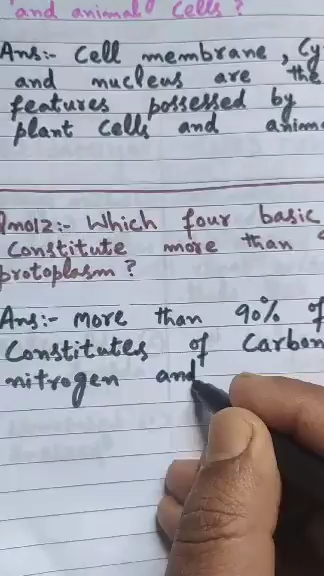 and animal cells?
Ans:- Cell membrane, Cy
and nucleus are the
features possessed by
plant cells and anim
Qno12:- Which four basic
Constitute more than
protoplasm?
Ans:- More than 90% of
Constitutes of Carbon
nitrogen and